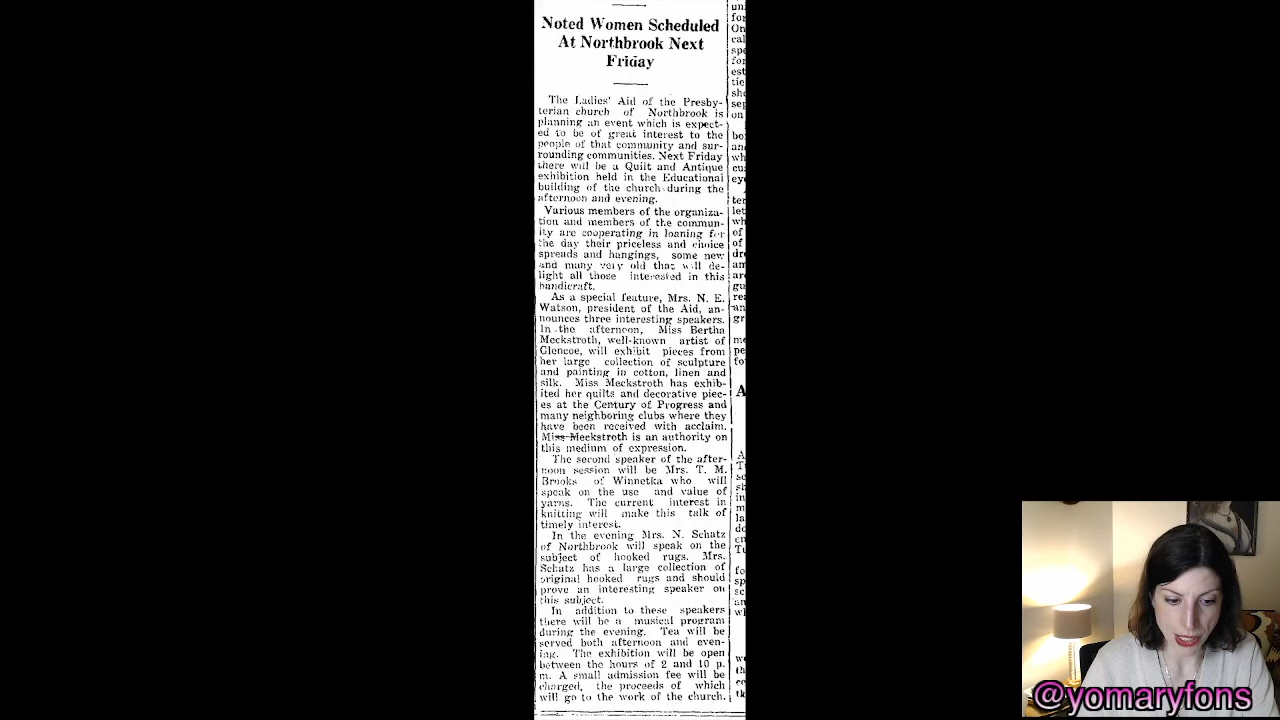 Noted Women Scheduled
At Northbrook Next
Friday
The Ladies' Aid of the Presby-
terian church of Northbrook is
planning an event which is expect-
ed to be of great interest to the
people of that community and sur-
rounding communities. Next Friday
there will be a Quilt and Antique
exhibition held in the Educational
building of the church during the
afternoon and evening.
Various members of the organiza-
tion and members of the commun-
ity are cooperating in loaning for
the day their priceless and choice
spreads and hangings, some new
and many very old that will de-
light all those interested in this
handicraft.
As a special feature, Mrs. N. E.
Watson, president of the Aid, an-
nounces three interesting speakers.
In the afternoon, Miss Bertha
Meckstroth, well-known artist of
Glencoe, will exhibit pieces from
her large collection of sculpture
and painting in cotton, linen and
silk. Miss Meckstroth has exhib-
ited her quilts and decorative piec-
es at the Century of Progress and
many neighboring clubs where they
have been received with acclaim.
Miss Meckstroth is an authority on
this medium of expression.
The second speaker of the after-
noon session will be Mrs. T. M.
Brooks of Winnetka who will
speak on the use and value of
yarns. The current interest in
knitting will make this talk of
timely interest.
In the evening Mrs. N. Schatz
of Northbrook will speak on the
subject of hooked rugs. Mrs.
Schatz has a large collection of
original hooked rugs and should
prove an interesting speaker on
this subject.
In addition to these speakers
there will be a musical program
during the evening. Tea will be
served both afternoon and even-
ing. The exhibition will be open
between the hours of 2 and 10 p.
m. A small admission fee will be
charged, the proceeds of which
will go to the work of the church.
@yomaryfons